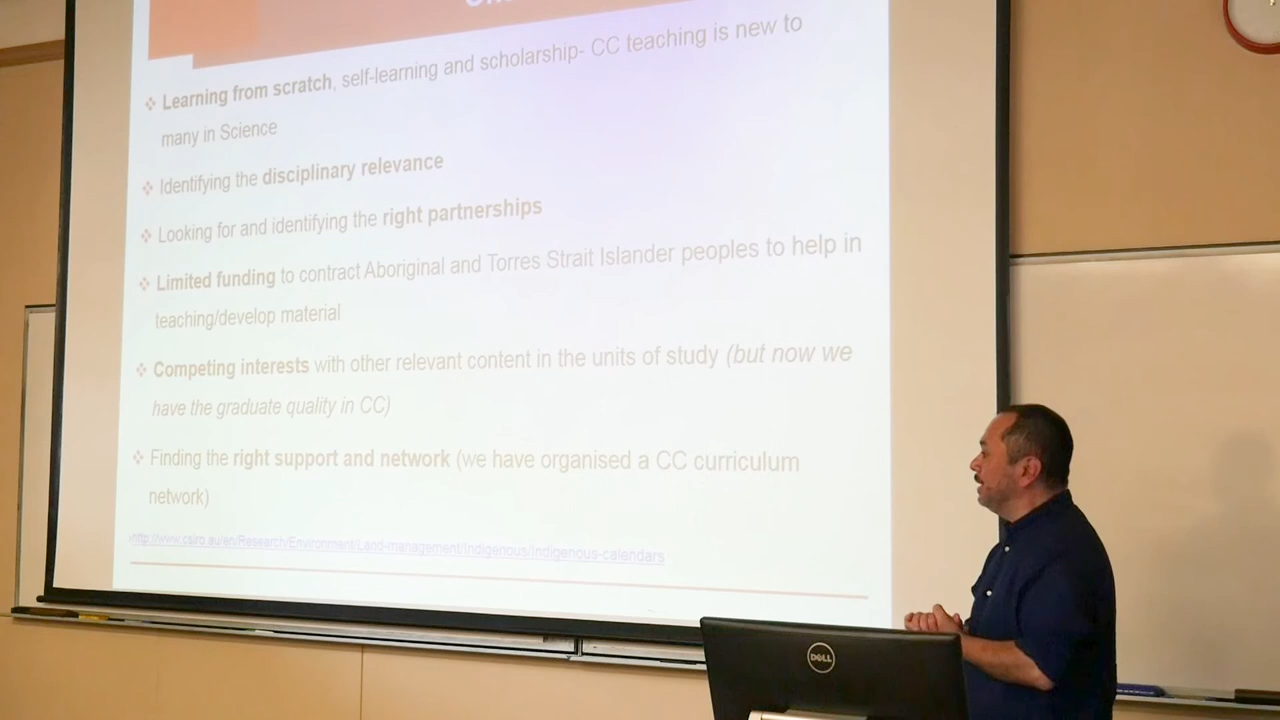 Learning from scratch, self-learning and scholarship- CC teaching is new to
many in Science
Identifying the disciplinary relevance
Looking for and identifying the right partnerships
Limited funding to contract Aboriginal and Torres Strait Islander peoples to help in
teaching/develop material
Competing interests with other relevant content in the units of study (but now we
have the graduate quality in CC)
Finding the right support and network (we have organised a CC curriculum
network)
http://www.csiro.eu/en/Research/Environment/Land-management/Indigenous/Indigenous-calendars
DELL